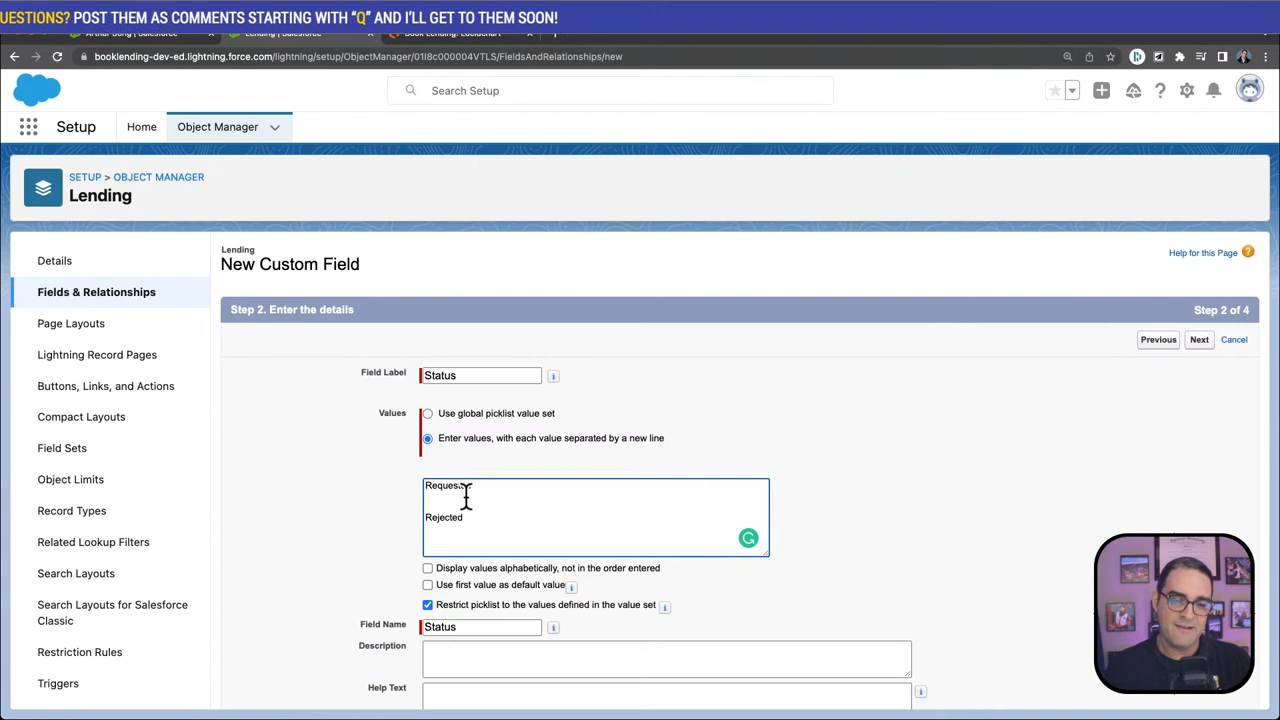 UESTIONS? POST THEM AS COMMENTS STARTING WITH “Q” AND I’LL GET TO THEM SOON!
booklending-dev-ed.lightning.force.com/lightning/setup/ObjectManager/01I8c000004VTLS/FieldsAndRelationships/new
Search Setup
Setup
Home
Object Manager
SETUP > OBJECT MANAGER
Lending
Details
Fields & Relationships
Page Layouts
Lightning Record Pages
Buttons, Links, and Actions
Compact Layouts
Field Sets
Object Limits
Record Types
Related Lookup Filters
Search Layouts
Search Layouts for Salesforce
Classic
Restriction Rules
Triggers
Lending
New Custom Field
Help for this Page
Step 2. Enter the details
Step 2 of 4
Previous
Next
Cancel
Field Label
Status
Values
Use global picklist value set
Enter values, with each value separated by a new line
Rejected
Display values alphabetically, not in the order entered
Use first value as default value
Restrict picklist to the values defined in the value set
Field Name
Status
Description
Help Text